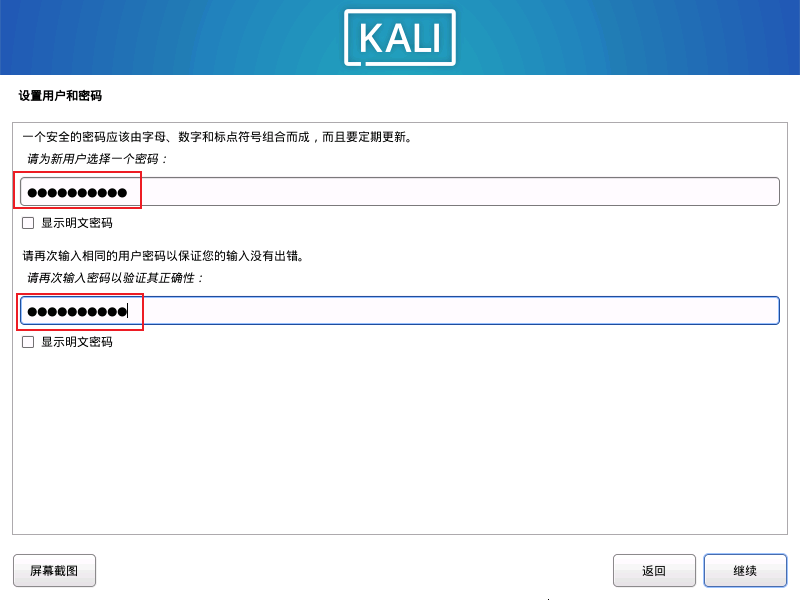 KALI
设置用户和密码
一个安全的密码应该由字母、数字和标点符号组合而成，而且要定期更新。
请为新用户选择一个密码：
●●●●●●●●●●
显示明文密码
请再次输入相同的用户密码以保证您的输入没有出错。
请再次输入密码以验证其正确性：
●●●●●●●●●●
显示明文密码
屏幕截图
返回
继续